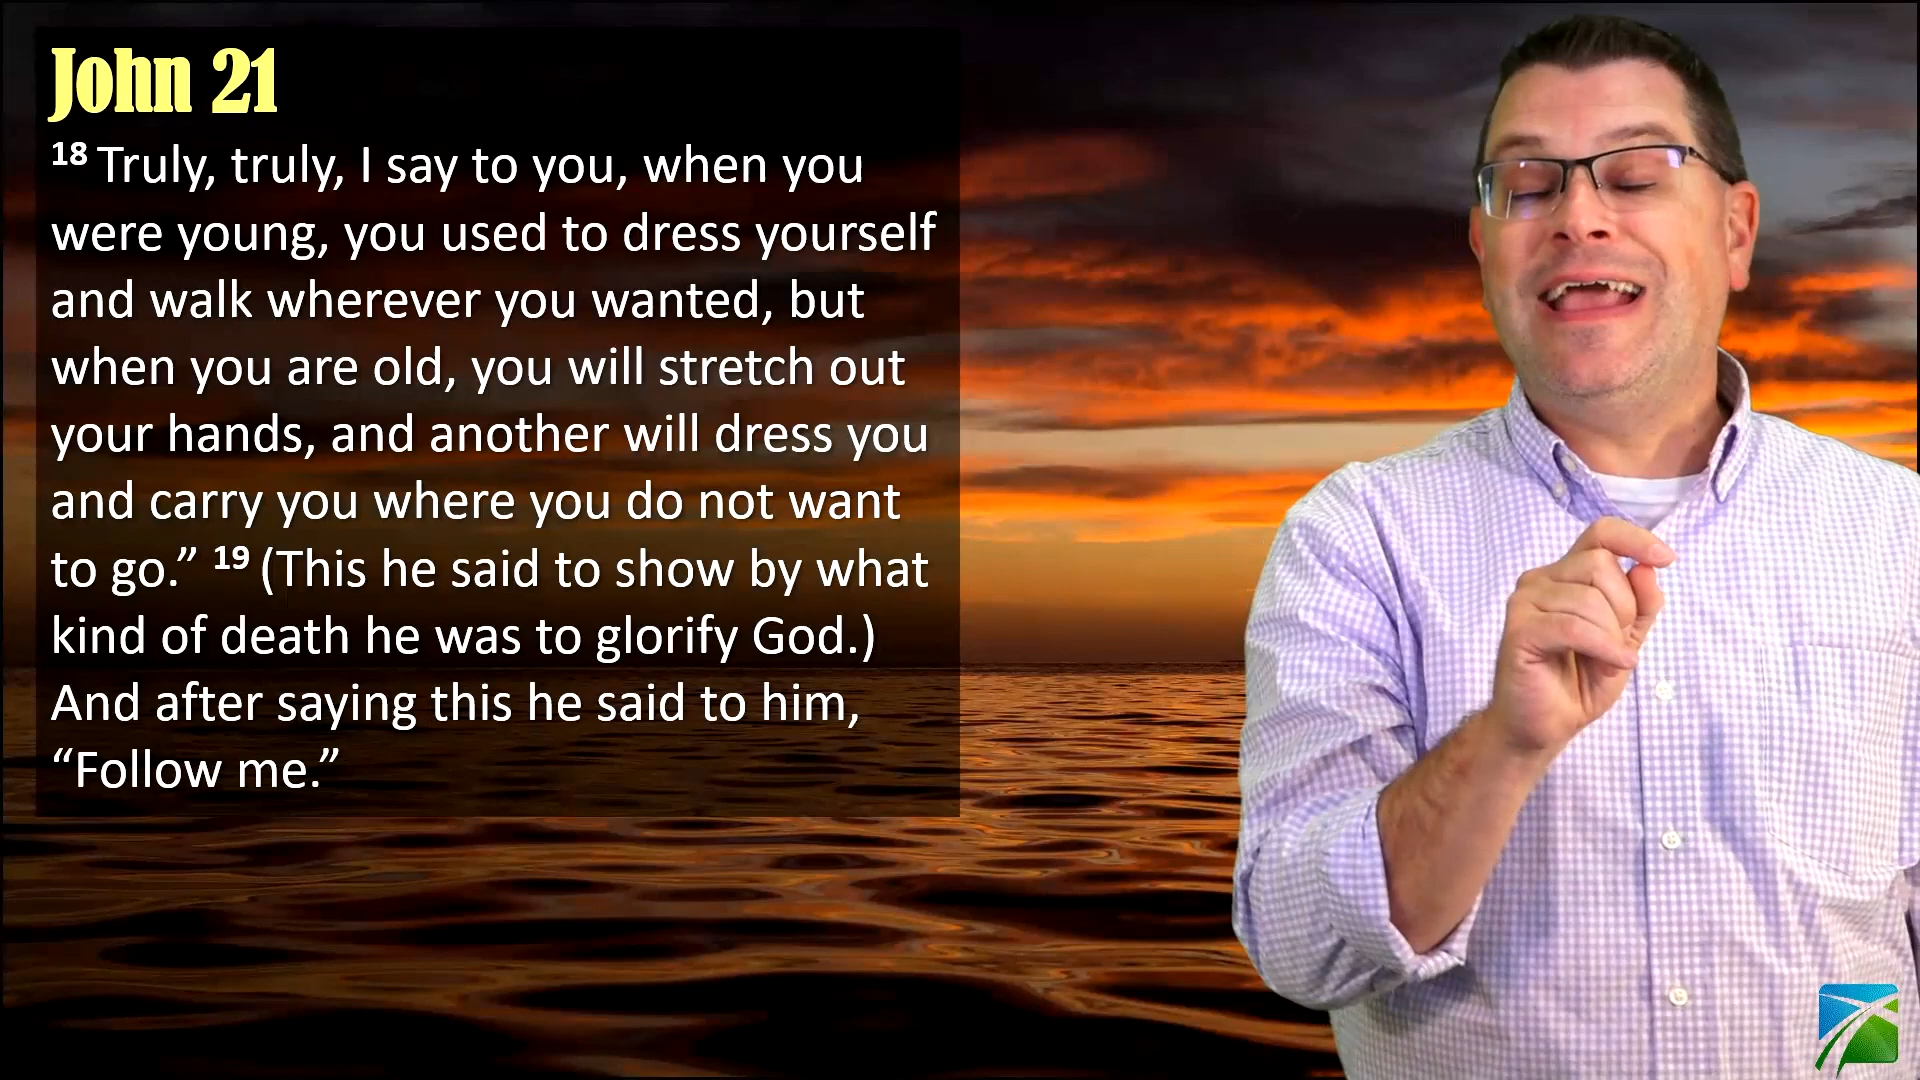 John 21
18 Truly, truly, I say to you, when you
were young, you used to dress yourself
and walk wherever you wanted, but
when you are old, you will stretch out
your hands, and another will dress you
and carry you where you do not want
to go.” 19 (This he said to show by what
kind of death he was to glorify God.)
And after saying this he said to him,
“Follow me.”